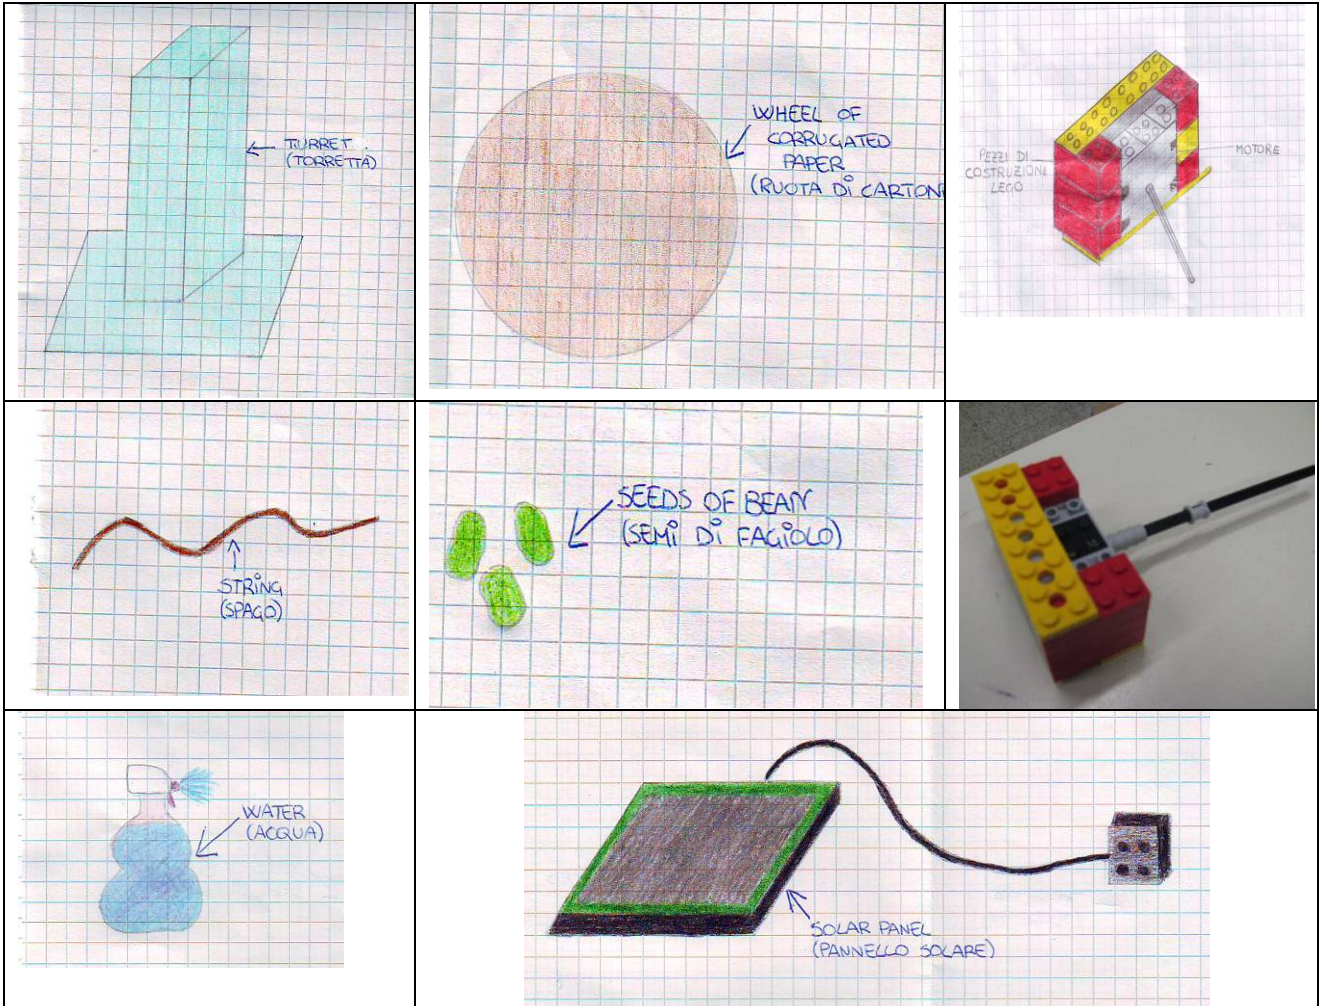 TURRET
(TORRETTA)
WHEEL OF
CORRUGATED
PAPER
(RUOTA Di CARTON
PEZZI DI
COSTRUZIONI
LEGO
MOTORE
STRING
(SPAGO)
SEEDS OF BEAN
(SEMI DI FAGIOLO)
WATER
(ACQUA)
SOLAR PANEL
(PANNELLO SOLARE)